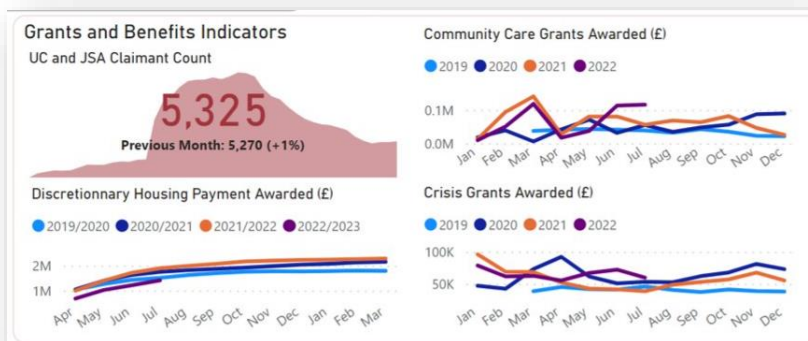 Grants and Benefits Indicators
UC and JSA Claimant Count
5,325
Previous Month: 5,270 (+1%)
Discretionnary Housing Payment Awarded (£)
2019/2020 2020/2021 2021/2022 2022/2023
2M
1M
Apr May Jun Jul Aug Sep Oct Nov Dec Jan Feb Mar
Community Care Grants Awarded (£)
2019 2020 2021 2022
0.1M
0.0M
Jan Feb Mar Apr May Jun Jul Aug Sep Oct Nov Dec
Crisis Grants Awarded (£)
2019 2020 2021 2022
100K
50K
Jan Feb Mar Apr May Jun Jul Aug Sep Oct Nov Dec